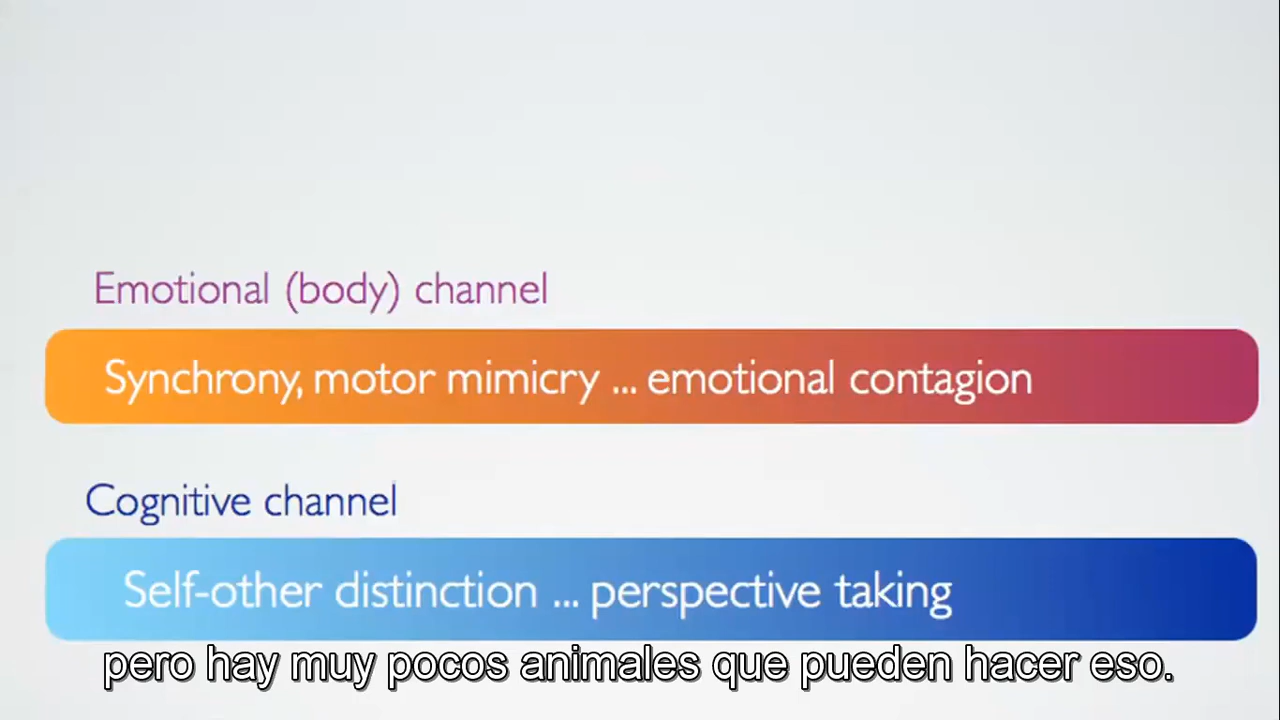 Emotional (body) channel
Synchrony, motor mimicry ... emotional contagion
Cognitive channel
Self-other distinction ... perspective taking
pero hay muy pocos animales que pueden hacer eso.